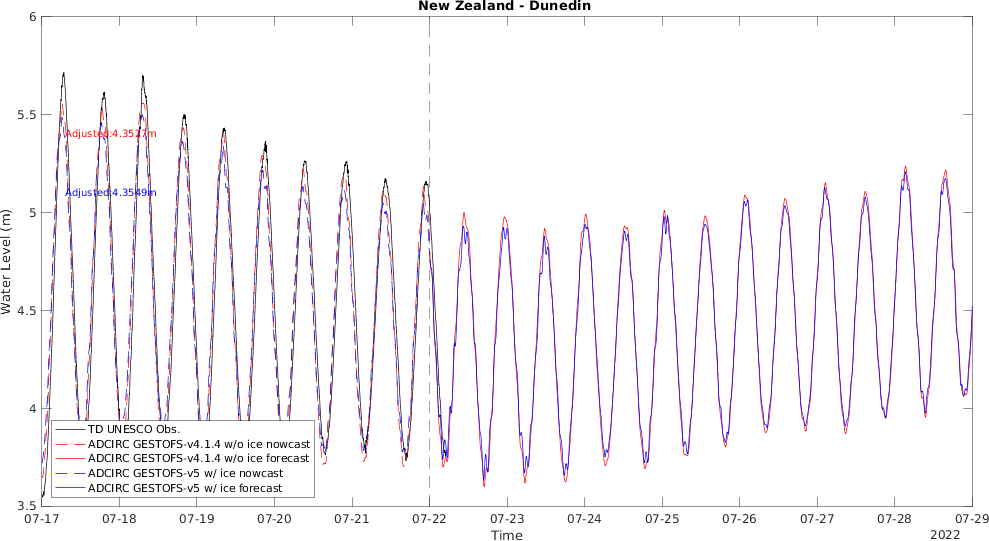 New Zealand - Dunedin
6
5.5
5
4.5
4
3.5
Water Level (m)
Adjusted:4.3527m
Adjusted:4.3549m
TD UNESCO Obs.
ADCIRC GESTOFS-v4.1.4 w/o ice nowcast
ADCIRC GESTOFS-v4.1.4 w/o ice forecast
ADCIRC GESTOFS-v5 w/ ice nowcast
ADCIRC GESTOFS-v5 w/ ice forecast
07-17 07-18 07-19 07-20 07-21 07-22 07-23 07-24 07-25 07-26 07-27 07-28 07-29
Time
2022